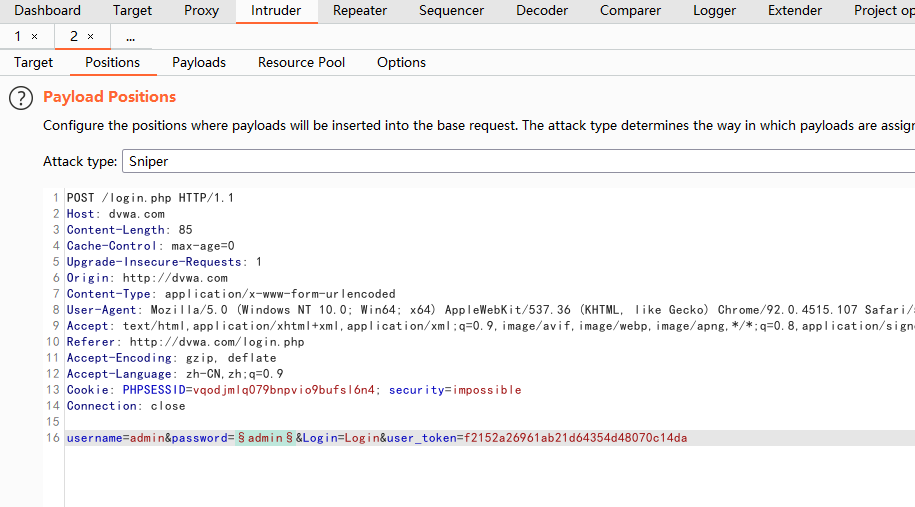 Dashboard Target Proxy Intruder Repeater Sequencer Decoder Comparer Logger Extender Project op
1 × 2 × ...
Target Positions Payloads Resource Pool Options
? Payload Positions
Configure the positions where payloads will be inserted into the base request. The attack type determines the way in which payloads are assign
Attack type: Sniper
1 POST /login.php HTTP/1.1
2 Host: dvwa.com
3 Content-Length: 85
4 Cache-Control: max-age=0
5 Upgrade-Insecure-Requests: 1
6 Origin: http://dvwa.com
7 Content-Type: application/x-www-form-urlencoded
8 User-Agent: Mozilla/5.0 (Windows NT 10.0; Win64; x64) AppleWebKit/537.36 (KHTML, like Gecko) Chrome/92.0.4515.107 Safari/
9 Accept: text/html,application/xhtml+xml,application/xml;q=0.9,image/avif,image/webp,image/apng,*/*;q=0.8,application/sign
10 Referer: http://dvwa.com/login.php
11 Accept-Encoding: gzip, deflate
12 Accept-Language: zh-CN,zh;q=0.9
13 Cookie: PHPSESSID=vqodjmlq079bnpvio9bufsl6n4; security=impossible
14 Connection: close
15
16 username=admin&password=§admin§&Login=Login&user_token=f2152a26961ab21d64354d48070c14da